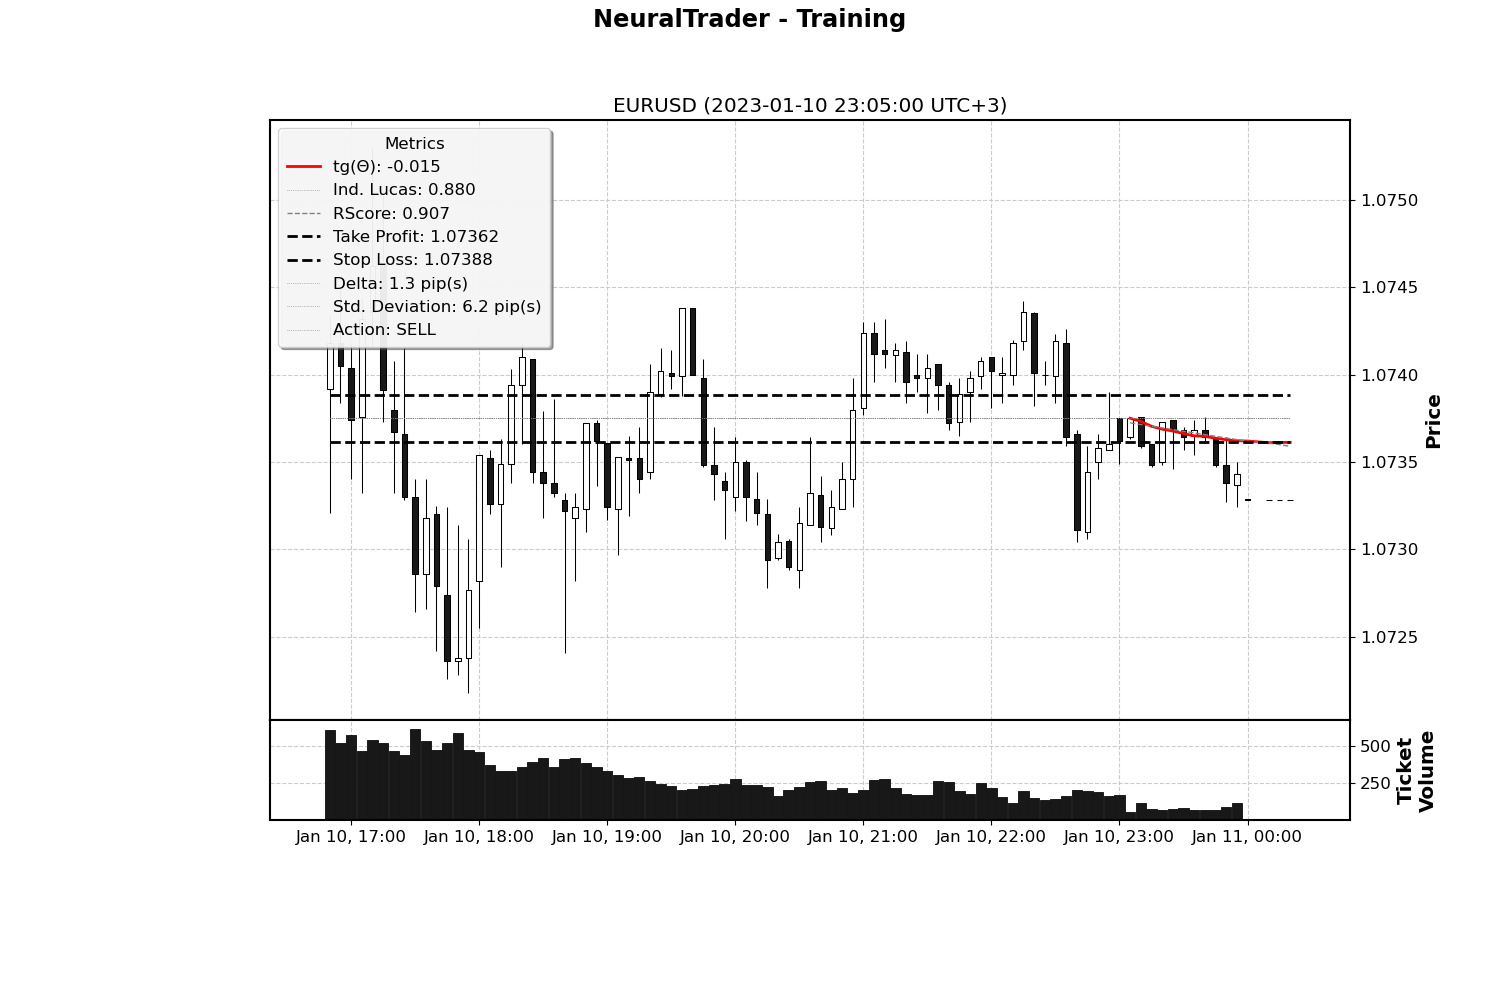 NeuralTrader - Training
EURUSD (2023-01-10 23:05:00 UTC+3)
Metrics
tg(Θ): -0.015
Ind. Lucas: 0.880
RScore: 0.907
Take Profit: 1.07362
Stop Loss: 1.07388
Delta: 1.3 pip(s)
Std. Deviation: 6.2 pip(s)
Action: SELL
1.0750
1.0745
1.0740
1.0735
1.0730
1.0725
Price
500
250
Ticket
Volume
Jan 10, 17:00
Jan 10, 18:00
Jan 10, 19:00
Jan 10, 20:00
Jan 10, 21:00
Jan 10, 22:00
Jan 10, 23:00
Jan 11, 00:00